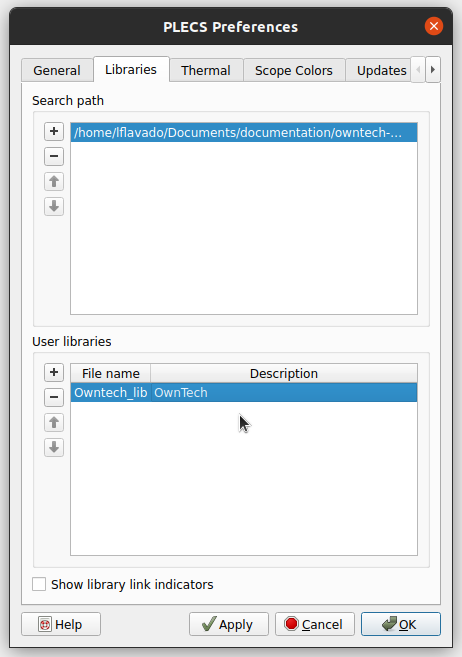 PLECS Preferences
General Libraries Thermal Scope Colors Updates
Search path
/home/lflavado/Documents/documentation/owntech-...
User libraries
File name Description
Owntech_lib OwnTech
Show library link indicators
Help Apply Cancel OK